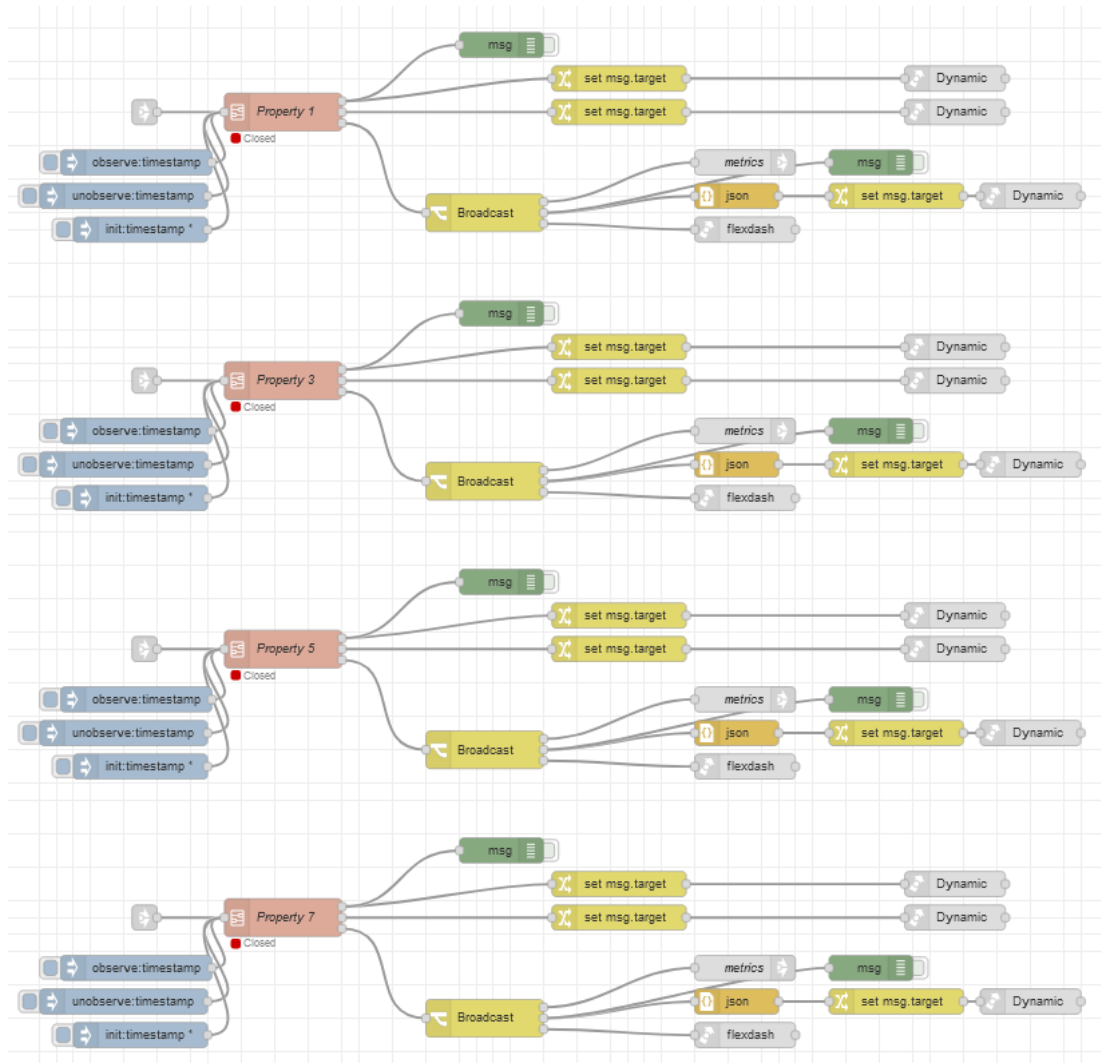 msg
set msg.target
Dynamic
Property 1
set msg.target
Dynamic
Closed
observe:timestamp
metrics
msg
unobserve:timestamp
json
set msg.target
Dynamic
Broadcast
init:timestamp *
flexdash
msg
set msg.target
Dynamic
Property 3
set msg.target
Dynamic
Closed
observe:timestamp
metrics
msg
unobserve:timestamp
json
set msg.target
Dynamic
Broadcast
init:timestamp *
flexdash
msg
set msg.target
Dynamic
Property 5
set msg.target
Dynamic
Closed
observe:timestamp
metrics
msg
unobserve:timestamp
json
set msg.target
Dynamic
Broadcast
init:timestamp *
flexdash
msg
set msg.target
Dynamic
Property 7
set msg.target
Dynamic
Closed
observe:timestamp
metrics
msg
unobserve:timestamp
json
set msg.target
Dynamic
Broadcast
init:timestamp *
flexdash